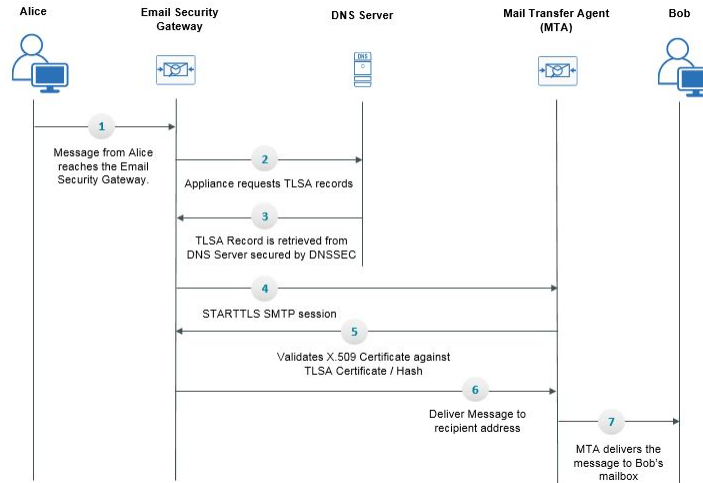 Alice
Email Security
Gateway
DNS Server
Mail Transfer Agent
(MTA)
Bob
DNS
1
Message from Alice
reaches the Email
Security Gateway.
2
Appliance requests TLSA records
3
TLSA Record is retrieved from
DNS Server secured by DNSSEC
4
STARTTLS SMTP session
5
Validates X.509 Certificate against
TLSA Certificate / Hash
6
Deliver Message to
recipient address
7
MTA delivers the
message to Bob's
mailbox